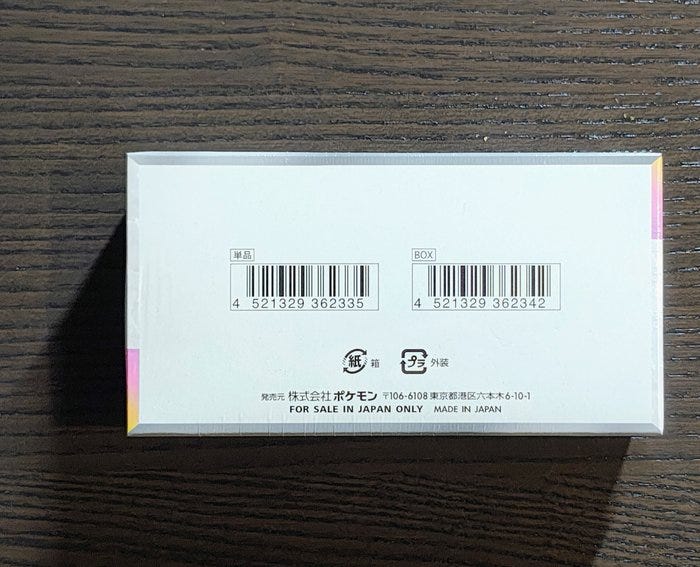 単品
BOX
4 521329 362335
4 521329 362342
紙 箱
プラ 外装
発売元 株式会社 ポケモン 〒106-6108 東京都港区六本木6-10-1
FOR SALE IN JAPAN ONLY MADE IN JAPAN